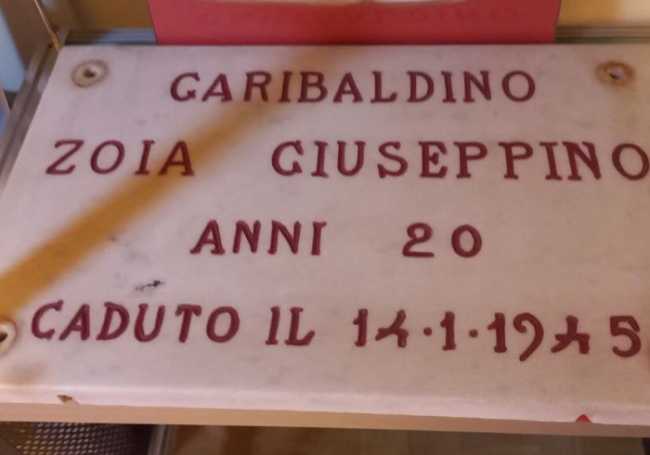 GARIBALDINO
ZOIA GIUSEPPINO
ANNI 20
CADUTO IL 14·1·1945